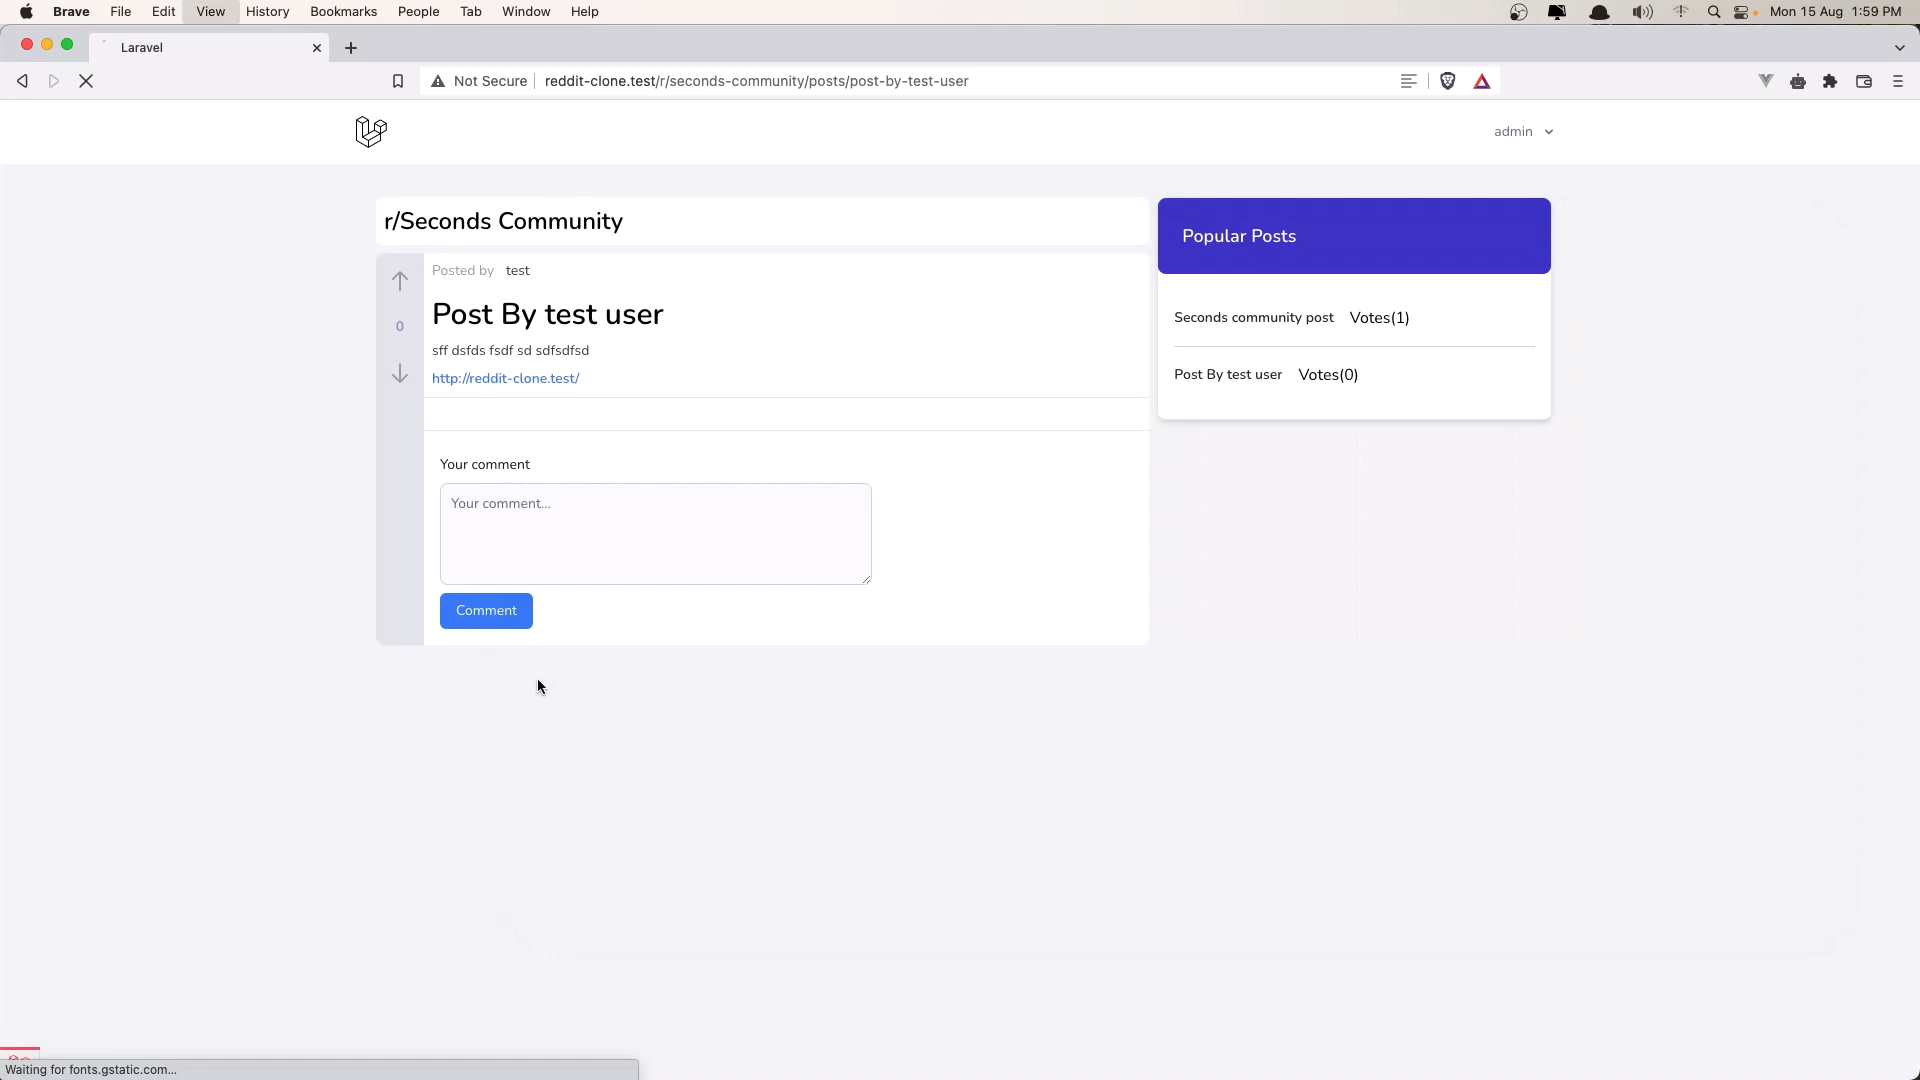 Brave File Edit View History Bookmarks People Tab Window Help Mon 15 Aug 1:59 PM
Laravel
Not Secure reddit-clone.test/r/seconds-community/posts/post-by-test-user
admin
r/Seconds Community
Posted by test
0
Post By test user
sff dsfds fsdf sd sdfsdfsd
http://reddit-clone.test/
Your comment
Your comment...
Comment
Popular Posts
Seconds community post Votes(1)
Post By test user Votes(0)
Waiting for fonts.gstatic.com...